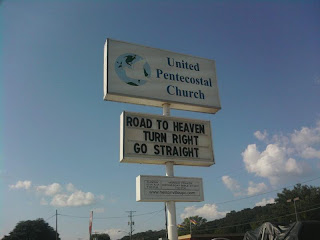 United
Pentecostal
Church
ROAD TO HEAVEN
TURN RIGHT
GO STRAIGHT